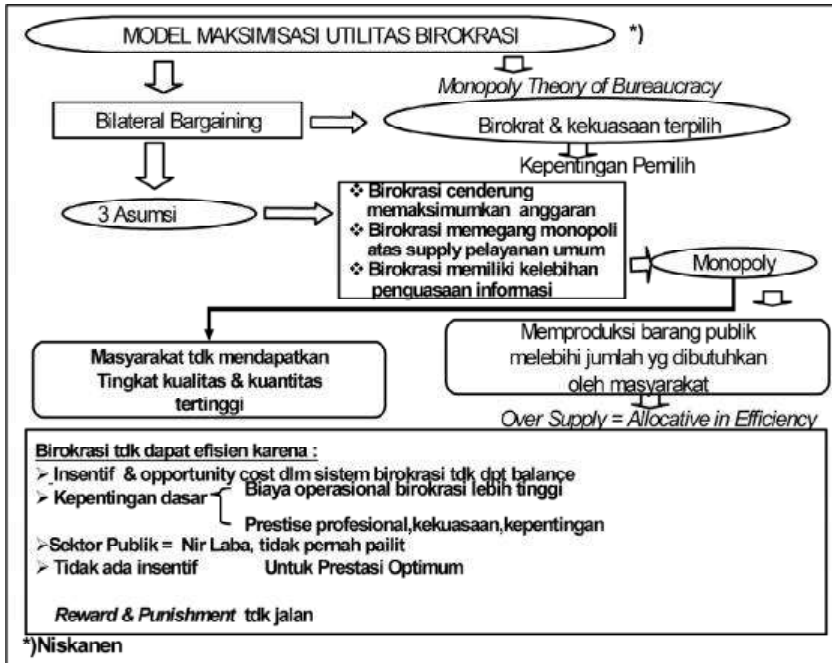 MODEL MAKSIMISASI UTILITAS BIROKRASI
*)
Monopoly Theory of Bureaucracy
Bilateral Bargaining
Birokrat & kekuasaan terpilih
Kepentingan Pemilih
3 Asumsi
❖ Birokrasi cenderung
memaksimumkan anggaran
❖ Birokrasi memegang monopoli
atas supply pelayanan umum
❖ Birokrasi memiliki kelebihan
penguasaan informasi
Monopoly
Masyarakat tdk mendapatkan
Tingkat kualitas & kuantitas
tertinggi
Memproduksi barang publik
melebihi jumlah yg dibutuhkan
oleh masyarakat
Over Supply = Allocative in Efficiency
Birokrasi tdk dapat efisien karena :
➢ Insentif & opportunity cost dlm sistem birokrasi tdk dpt balance
➢ Kepentingan dasar
Biaya operasional birokrasi lebih tinggi
Prestise profesional,kekuasaan,kepentingan
➢Sektor Publik = Nir Laba, tidak pernah pailit
➢ Tidak ada insentif Untuk Prestasi Optimum
Reward & Punishment tdk jalan
*)Niskanen